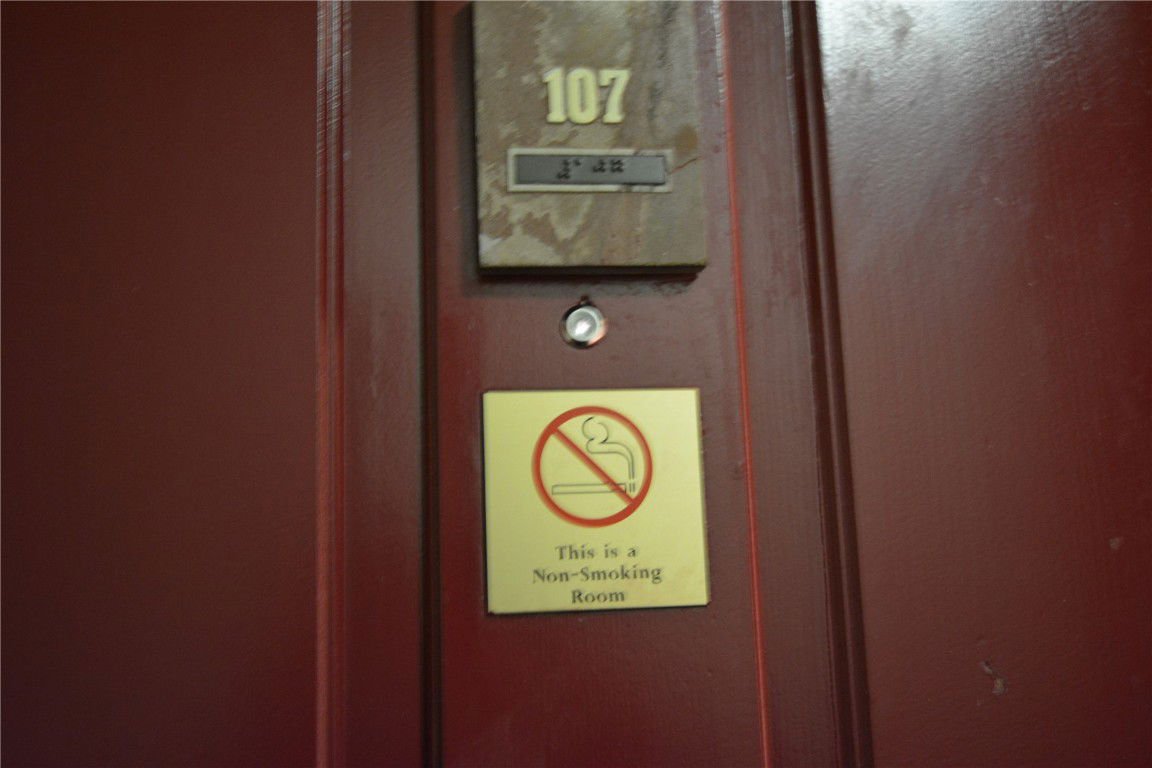 107
This is a
Non-Smoking
Room